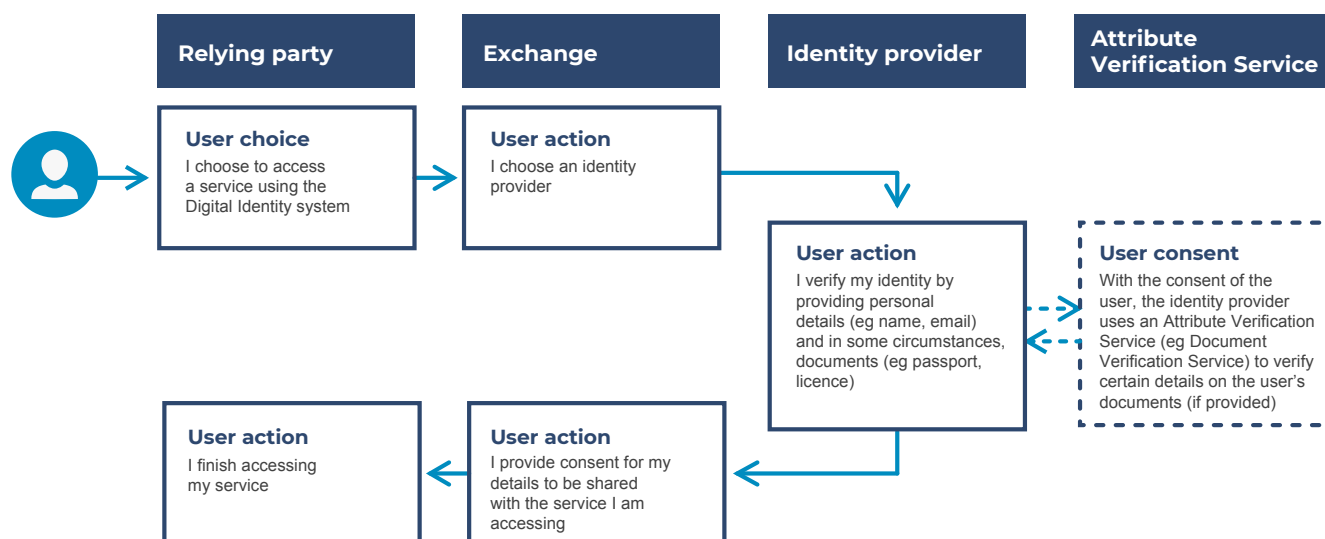 Relying party
Exchange
Identity provider
Attribute
Verification Service
User choice
I choose to access
a service using the
Digital Identity system
User action
I choose an identity
provider
User action
I verify my identity by
providing personal
details (eg name, email)
and in some circumstances,
documents (eg passport,
licence)
User consent
With the consent of the
user, the identity provider
uses an Attribute Verification
Service (eg Document
Verification Service) to verify
certain details on the user's
documents (if provided)
User action
I provide consent for my
details to be shared
with the service I am
accessing
User action
I finish accessing
my service